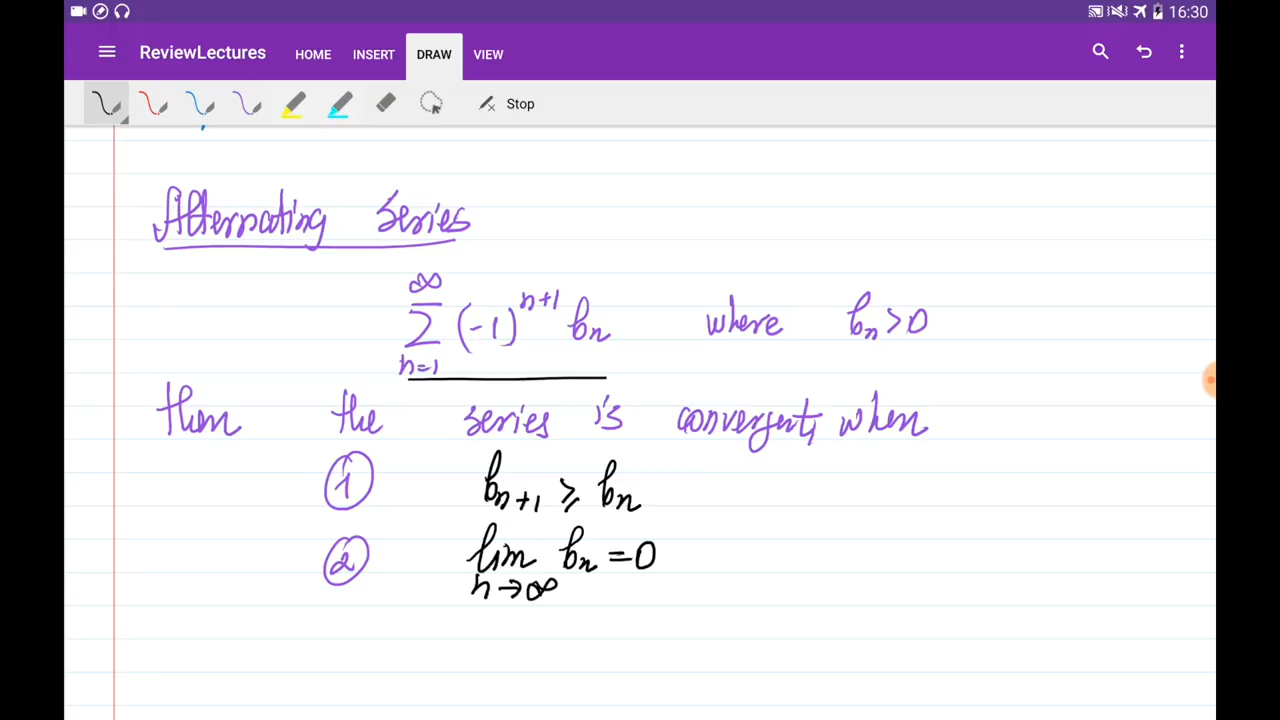 16:30
ReviewLectures HOME INSERT DRAW VIEW
Stop
Alternating series
∞
∑ (-1)^{n+1} bₙ where bₙ > 0
n=1
then the series is convergent, when
① bₙ₊₁ ≥ bₙ
② lim bₙ = 0
n→∞